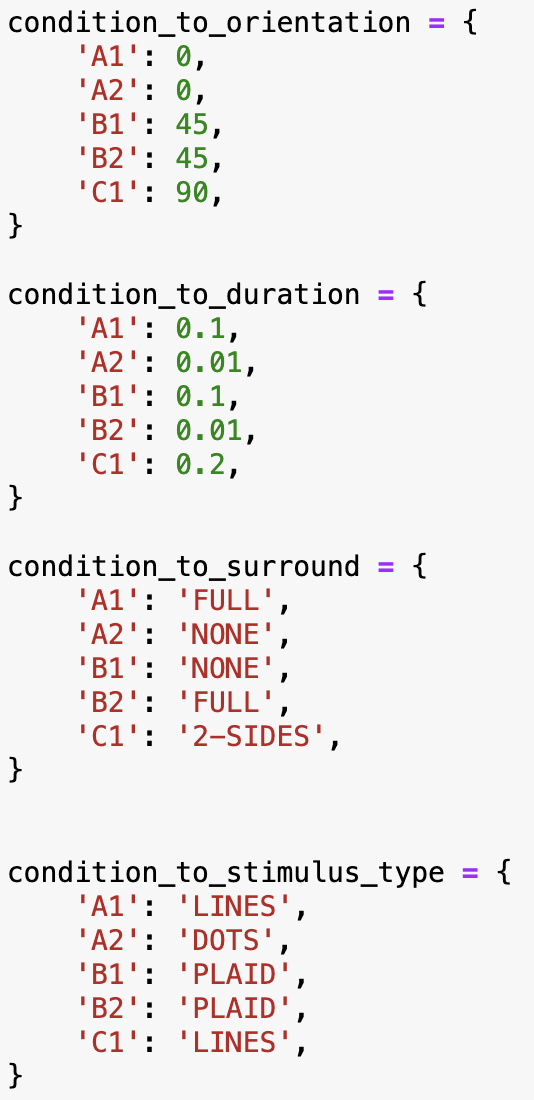 condition_to_orientation = {
    'A1': 0,
    'A2': 0,
    'B1': 45,
    'B2': 45,
    'C1': 90,
}

condition_to_duration = {
    'A1': 0.1,
    'A2': 0.01,
    'B1': 0.1,
    'B2': 0.01,
    'C1': 0.2,
}

condition_to_surround = {
    'A1': 'FULL',
    'A2': 'NONE',
    'B1': 'NONE',
    'B2': 'FULL',
    'C1': '2-SIDES',
}


condition_to_stimulus_type = {
    'A1': 'LINES',
    'A2': 'DOTS',
    'B1': 'PLAID',
    'B2': 'PLAID',
    'C1': 'LINES',
}